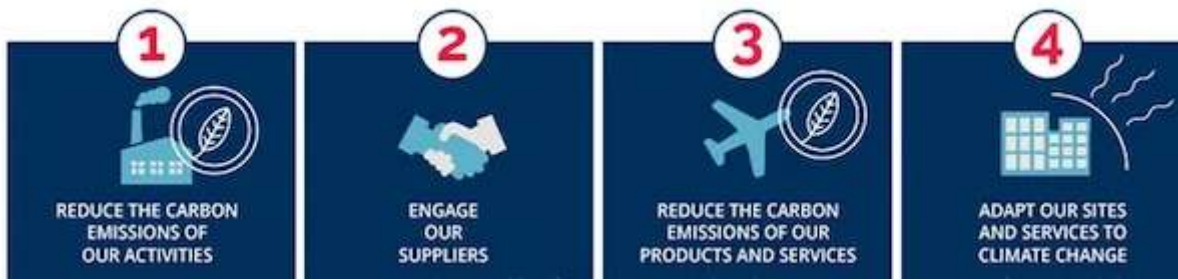 1
REDUCE THE CARBON
EMISSIONS OF
OUR ACTIVITIES
2
ENGAGE
OUR
SUPPLIERS
3
REDUCE THE CARBON
EMISSIONS OF OUR
PRODUCTS AND SERVICES
4
ADAPT OUR SITES
AND SERVICES TO
CLIMATE CHANGE